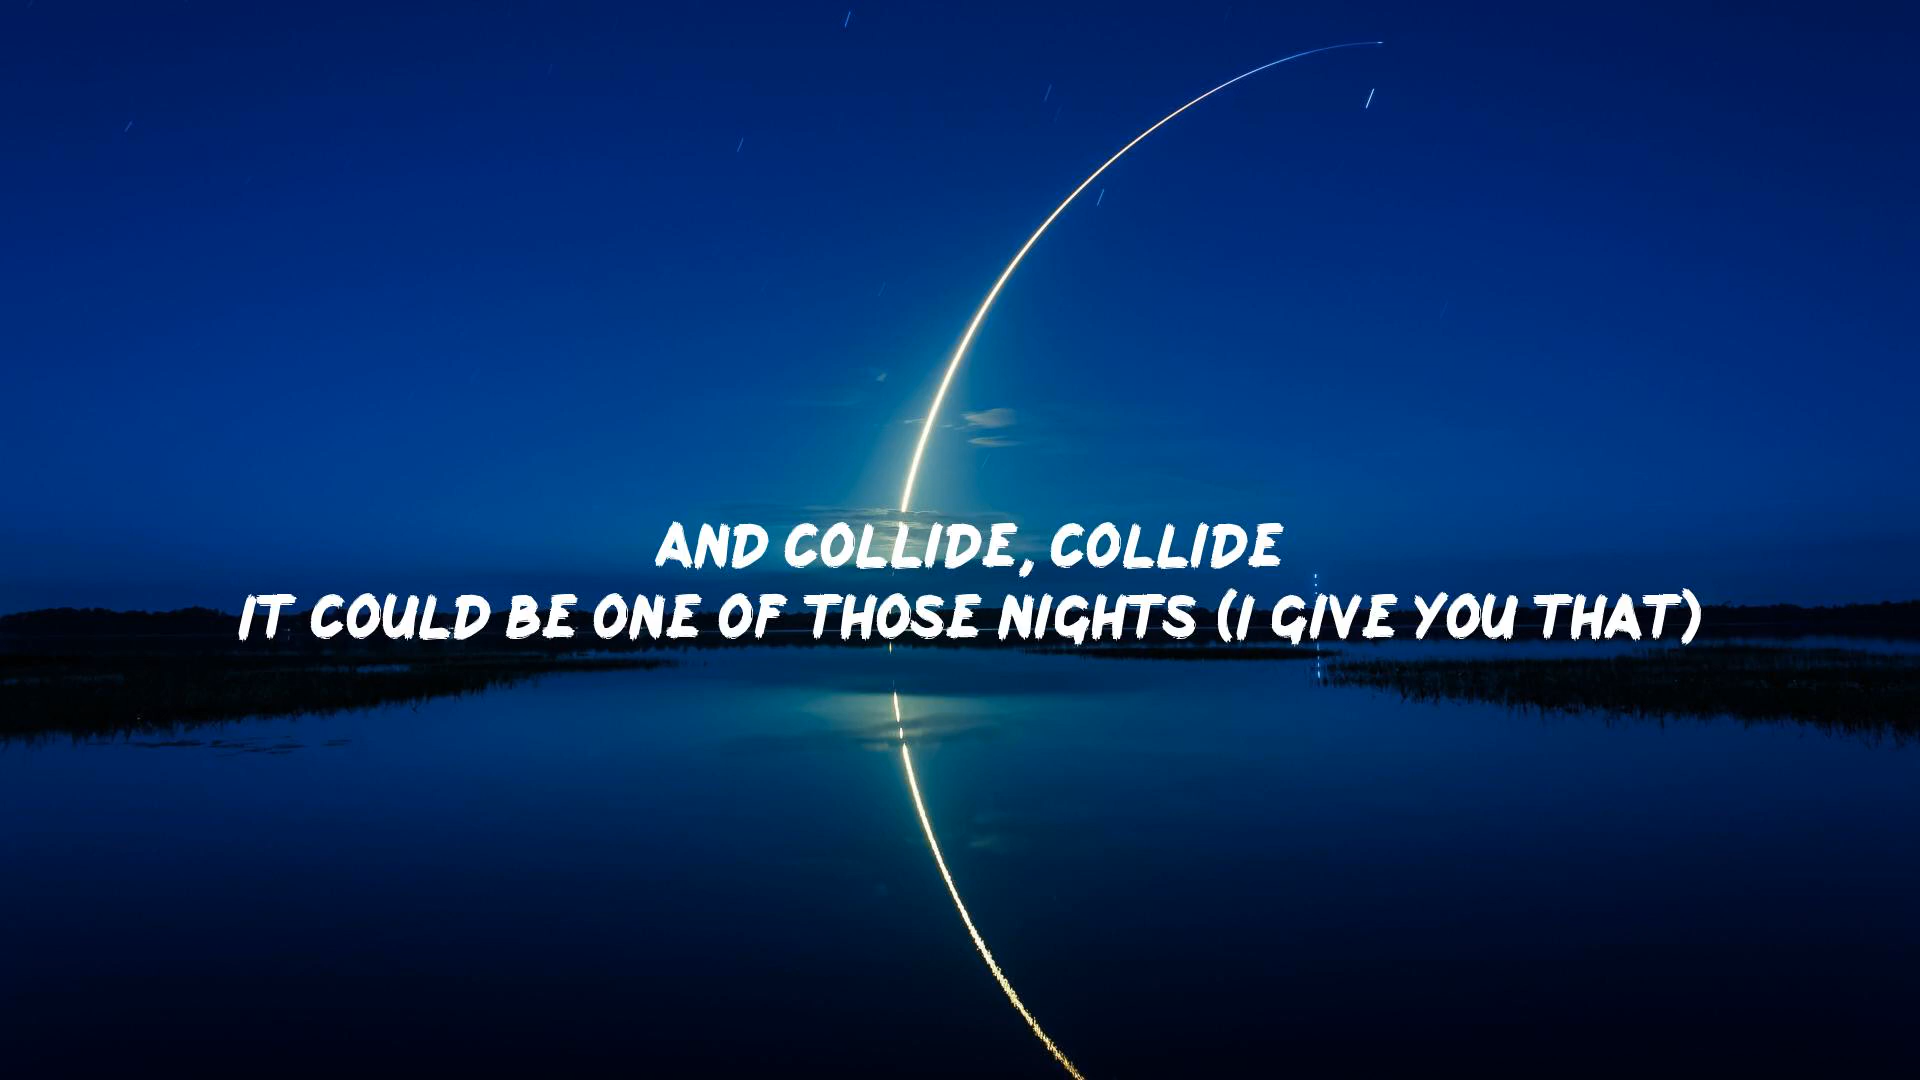 AND COLLIDE, COLLIDE
IT COULD BE ONE OF THOSE NIGHTS (I GIVE YOU THAT)